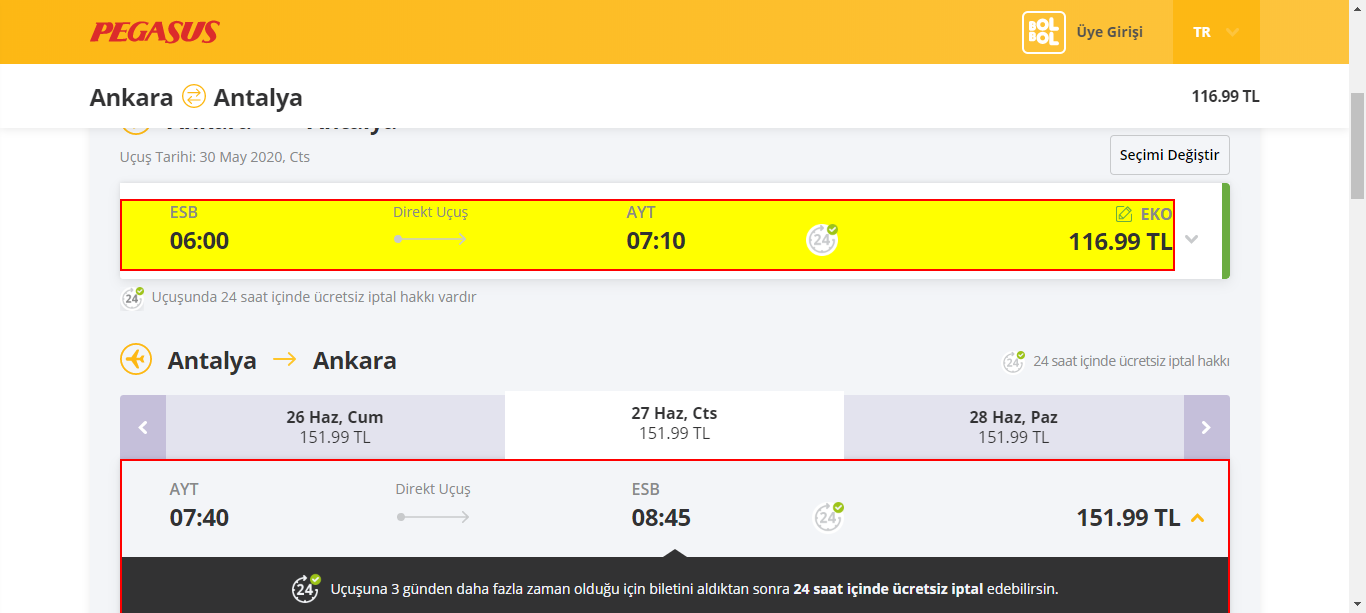 PEGASUS
BOL BOL
Üye Girişi
TR
Ankara Antalya
116.99 TL
Ankara Antalya
Uçuş Tarihi: 30 May 2020, Cts
Seçimi Değiştir
ESB Direkt Uçuş AYT EKO
06:00 07:10 24 116.99 TL
24 Uçuşunda 24 saat içinde ücretsiz iptal hakkı vardır
Antalya Ankara
24 24 saat içinde ücretsiz iptal hakkı
26 Haz, Cum 27 Haz, Cts 28 Haz, Paz
151.99 TL 151.99 TL 151.99 TL
AYT Direkt Uçuş ESB
07:40 08:45 24 151.99 TL
24 Uçuşuna 3 günden daha fazla zaman olduğu için biletini aldıktan sonra 24 saat içinde ücretsiz iptal edebilirsin.